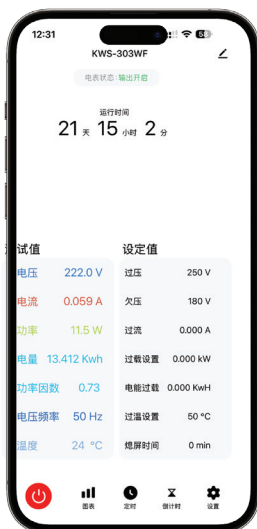 12:31
KWS-303WF
电表状态:输出开启
运行时间
21 天 15 小时 2 秒
试值
设定值
电压 222.0 V
过压 250 V
电流 0.059 A
欠压 180 V
功率 11.5 W
过流 0.000 A
电量 13.412 Kwh
过载设置 0.000 kW
功率因数 0.73
电能过载 0.000 KwH
电压频率 50 Hz
过温设置 50 °C
温度 24 °C
熄屏时间 0 min
图表
定时
倒计时
设置